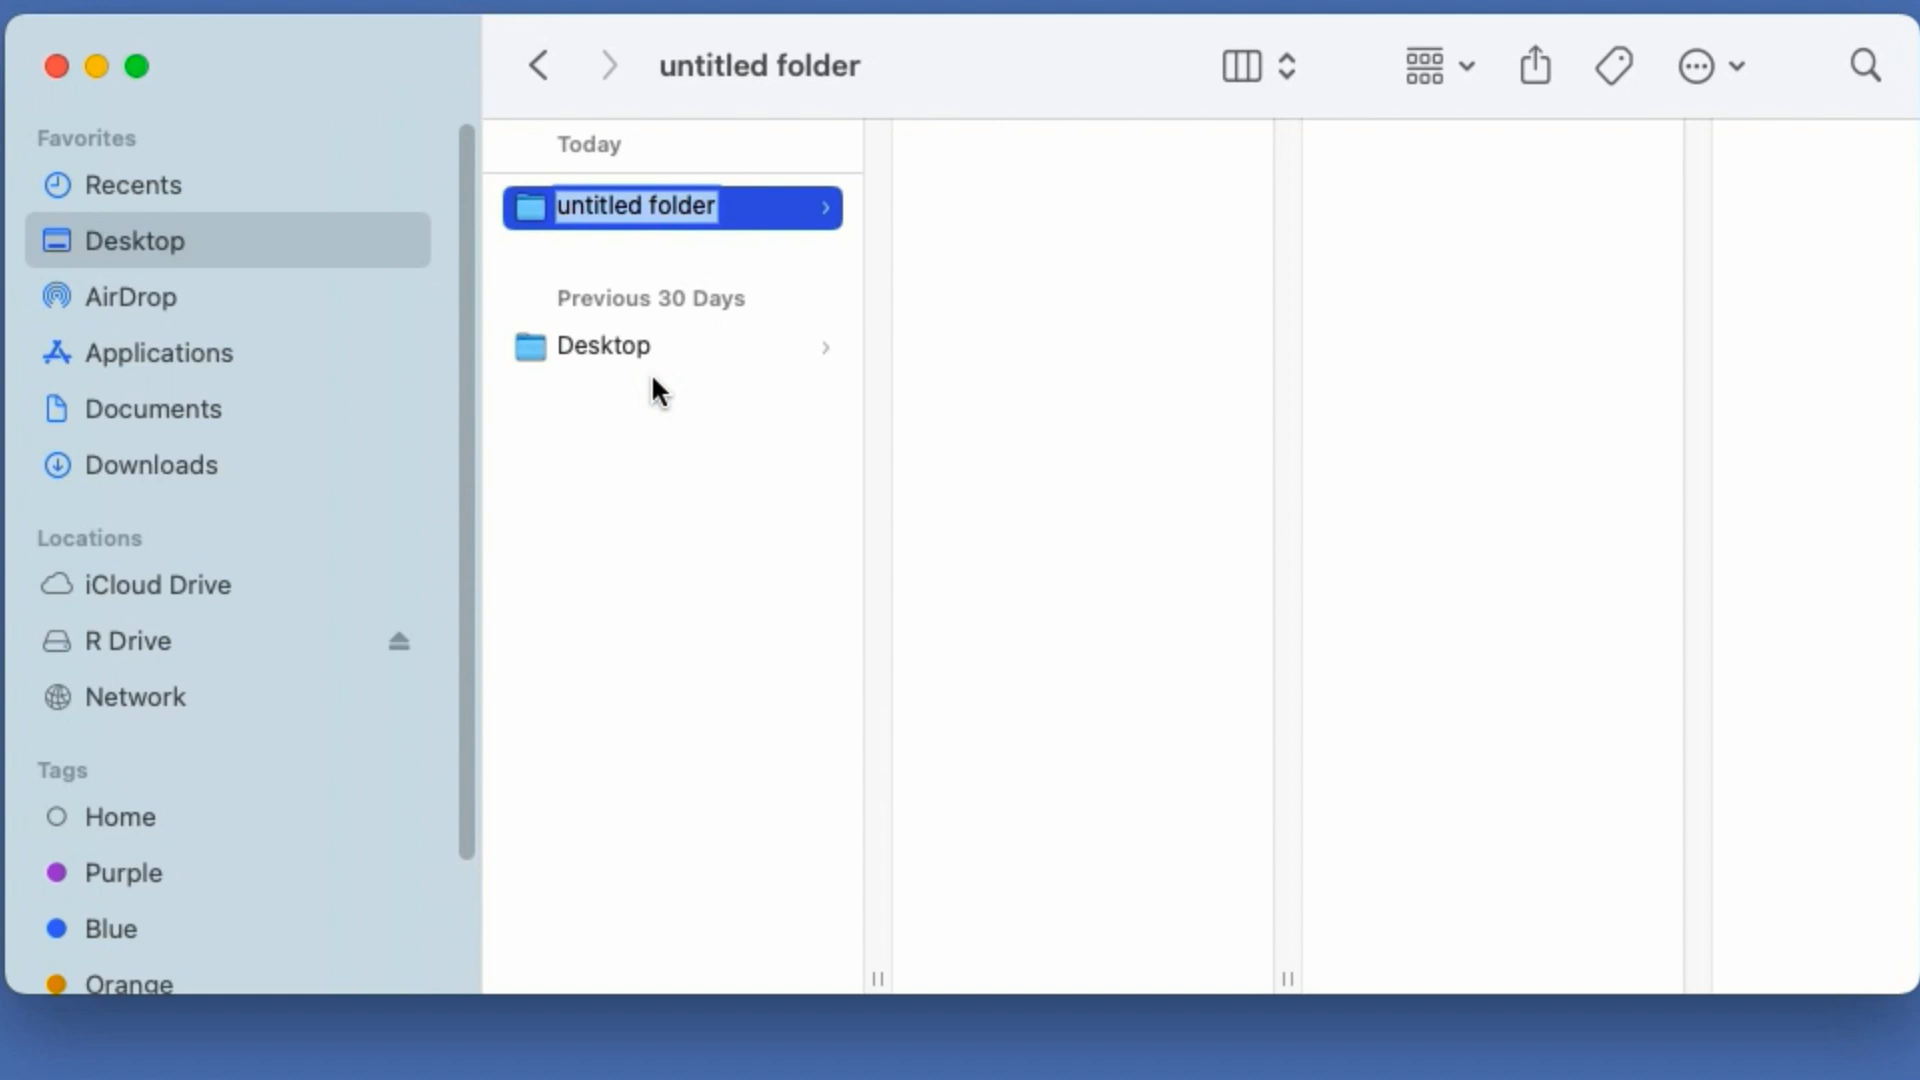 untitled folder
Favorites
Recents
Desktop
AirDrop
Applications
Documents
Downloads
Locations
iCloud Drive
R Drive
Network
Tags
Home
Purple
Blue
Orange
Today
untitled folder
Previous 30 Days
Desktop